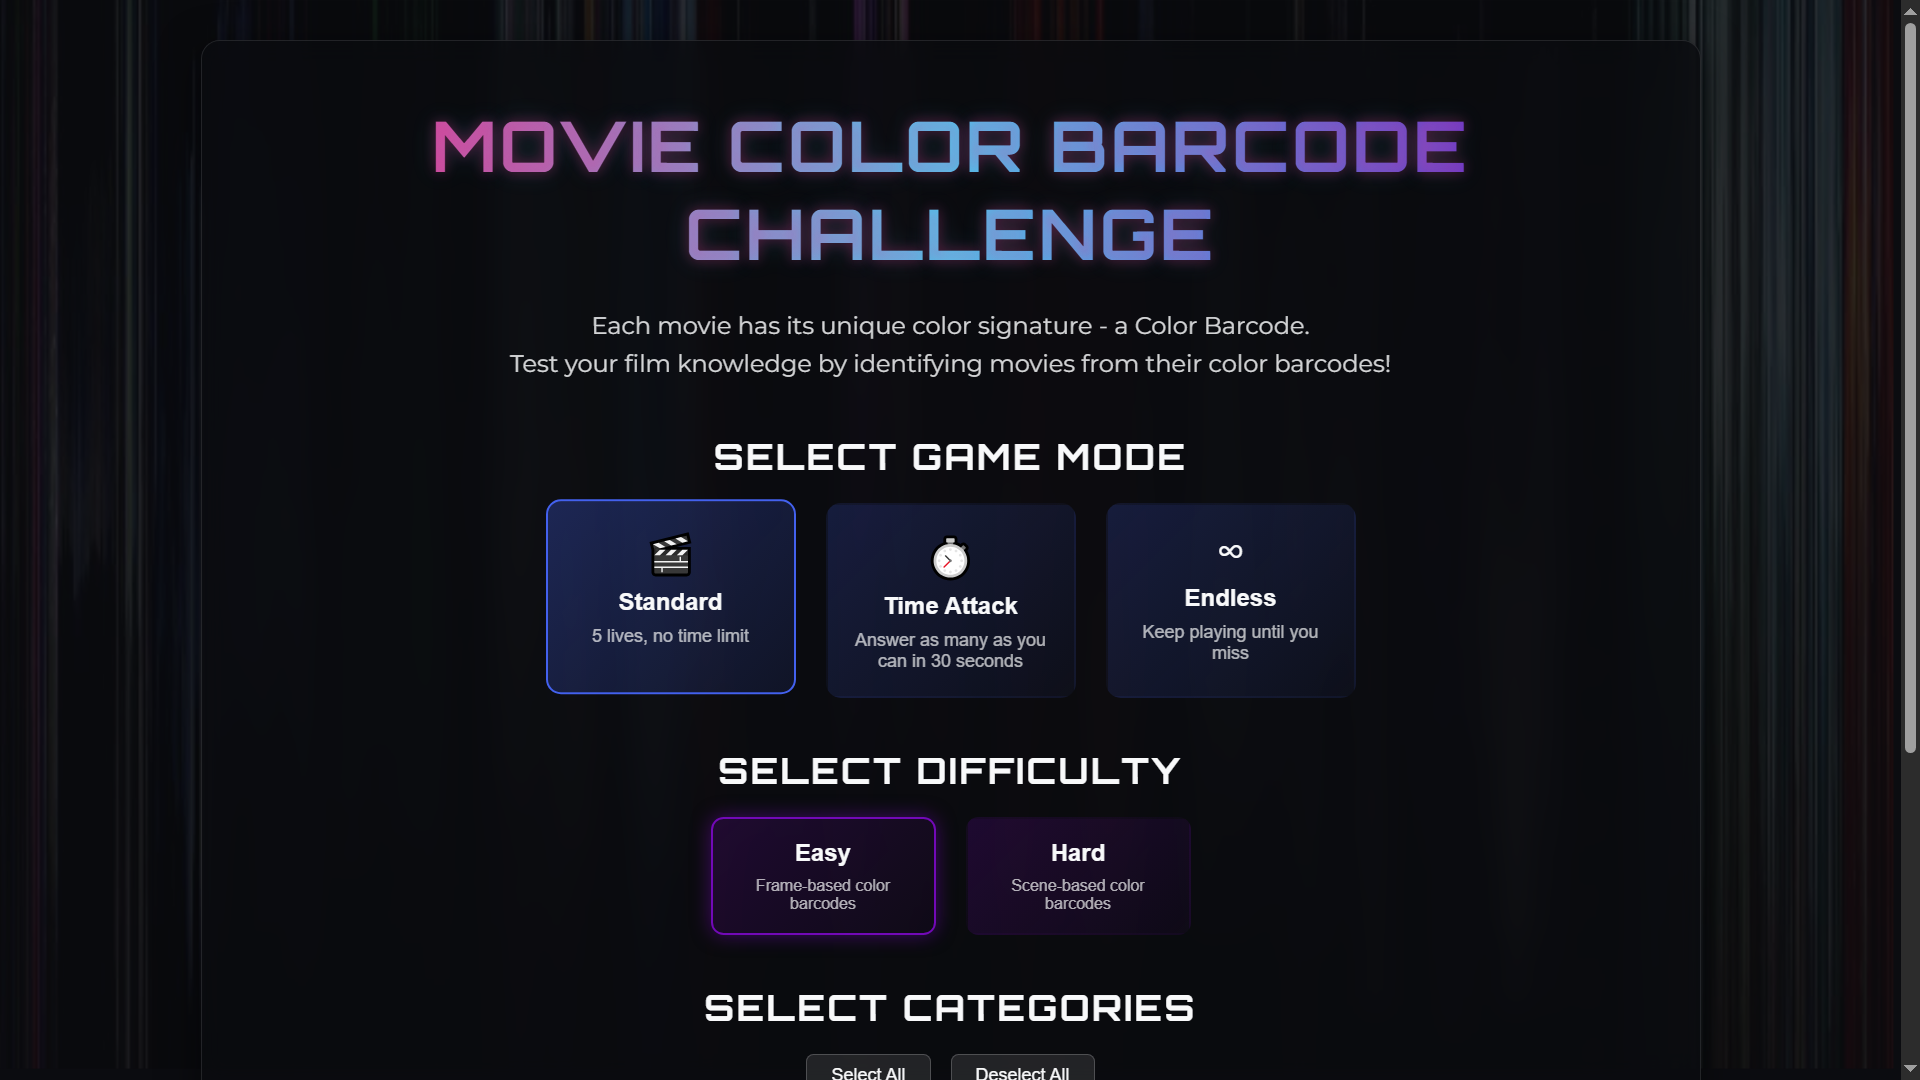 MOVIE COLOR BARCODE
CHALLENGE
Each movie has its unique color signature - a Color Barcode.
Test your film knowledge by identifying movies from their color barcodes!
SELECT GAME MODE
Standard
5 lives, no time limit
Time Attack
Answer as many as you
can in 30 seconds
∞
Endless
Keep playing until you
miss
SELECT DIFFICULTY
Easy
Frame-based color
barcodes
Hard
Scene-based color
barcodes
SELECT CATEGORIES
Select All
Deselect All